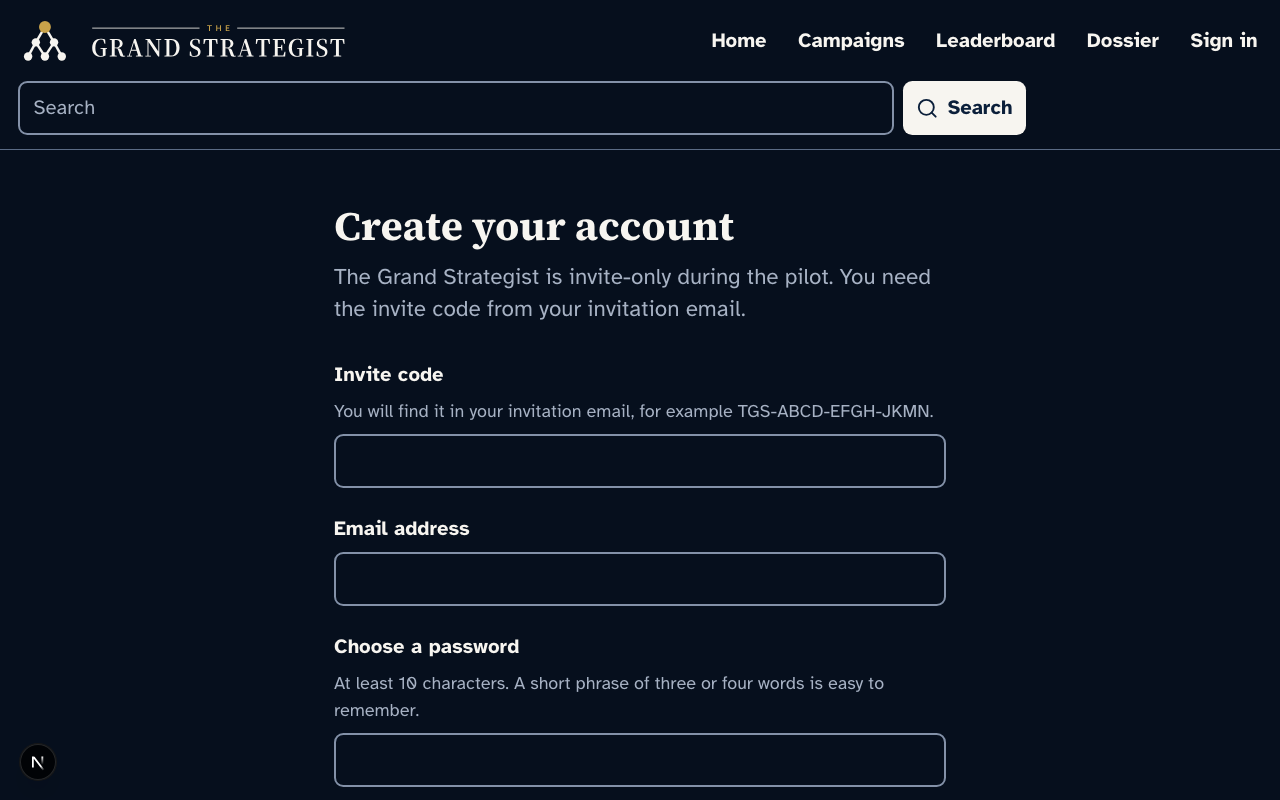 THE
GRAND STRATEGIST
Home
Campaigns
Leaderboard
Dossier
Sign in
Search
Search
Create your account
The Grand Strategist is invite-only during the pilot. You need
the invite code from your invitation email.
Invite code
You will find it in your invitation email, for example TGS-ABCD-EFGH-JKMN.
Email address
Choose a password
At least 10 characters. A short phrase of three or four words is easy to
remember.
N